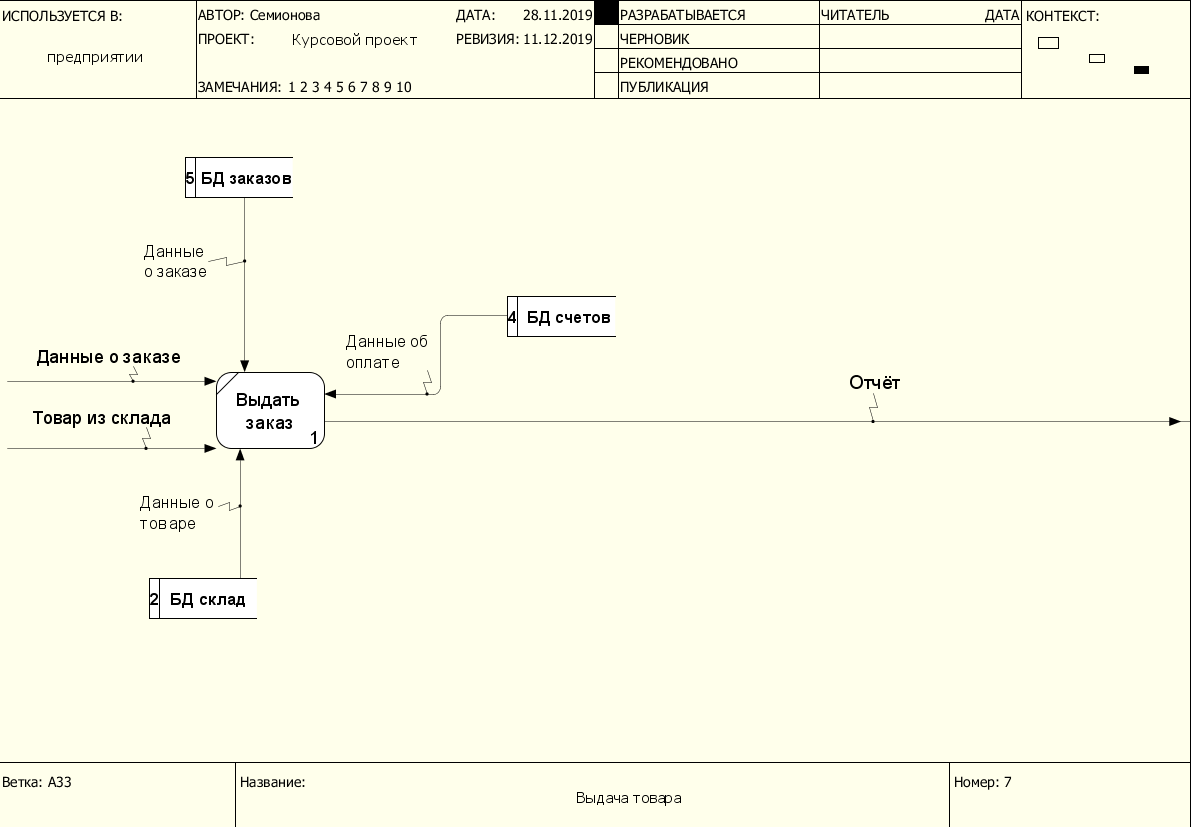 ИСПОЛЬЗУЕТСЯ В:
предприятии
АВТОР: Семионова
ДАТА: 28.11.2019
ПРОЕКТ: Курсовой проект
РЕВИЗИЯ: 11.12.2019
ЗАМЕЧАНИЯ: 1 2 3 4 5 6 7 8 9 10
РАЗРАБАТЫВАЕТСЯ
ЧЕРНОВИК
РЕКОМЕНДОВАНО
ПУБЛИКАЦИЯ
ЧИТАТЕЛЬ
ДАТА
КОНТЕКСТ:
5 БД заказов
Данные
о заказе
4 БД счетов
Данные об
оплате
Данные о заказе
Товар из склада
Выдать
заказ
1
Отчёт
Данные о
товаре
2 БД склад
Ветка: A33
Название:
Выдача товара
Номер: 7